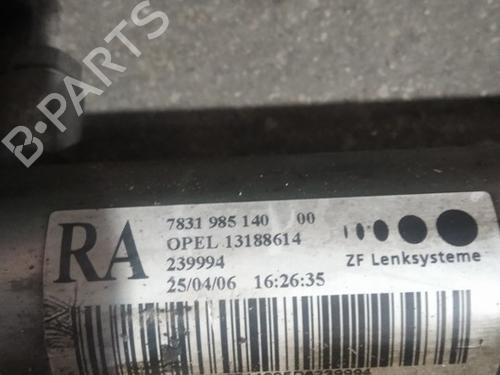 B-PARTS
RA
7831 985 140 00
OPEL 13188614
239994
25/04/06 16:26:35
ZF Lenksysteme